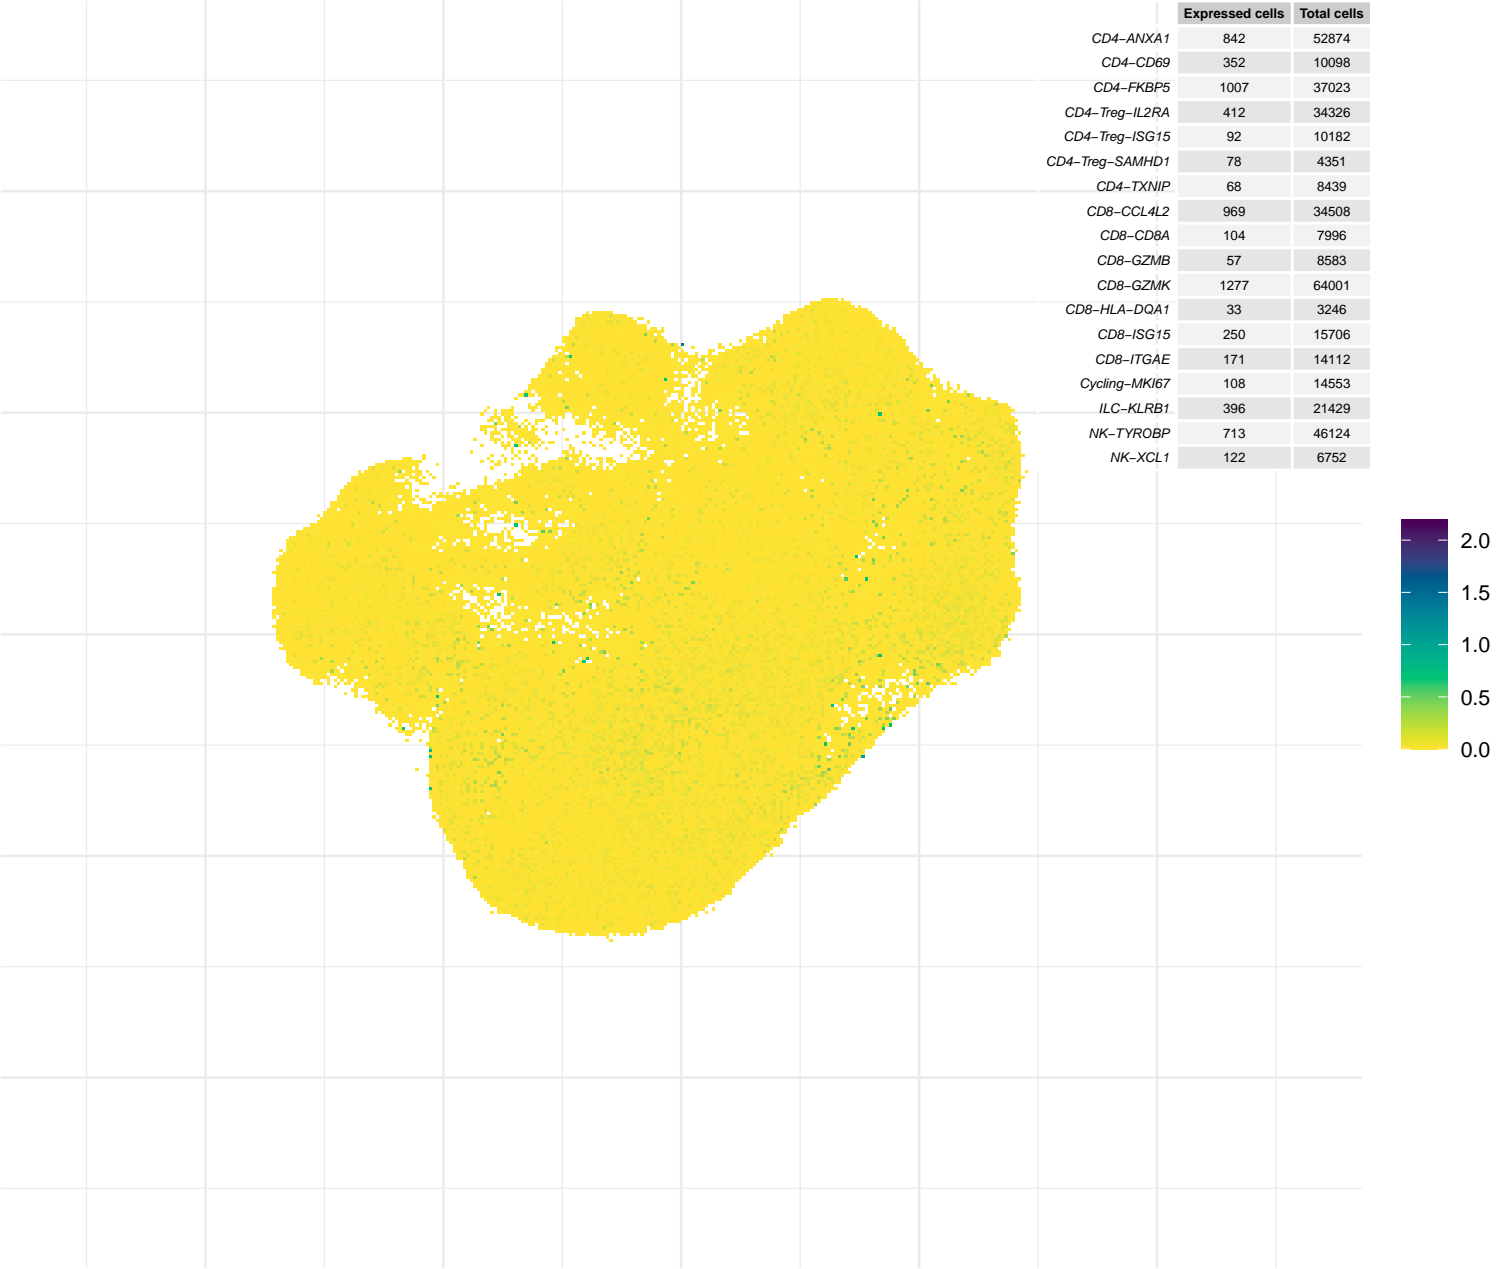 Expressed cells Total cells
CD4−ANXA1 842 52874
CD4−CD69 352 10098
CD4−FKBP5 1007 37023
CD4−Treg−IL2RA 412 34326
CD4−Treg−ISG15 92 10182
CD4−Treg−SAMHD1 78 4351
CD4−TXNIP 68 8439
CD8−CCL4L2 969 34508
CD8−CD8A 104 7996
CD8−GZMB 57 8583
CD8−GZMK 1277 64001
CD8−HLA−DQA1 33 3246
CD8−ISG15 250 15706
CD8−ITGAE 171 14112
Cycling−MKI67 108 14553
ILC−KLRB1 396 21429
NK−TYROBP 713 46124
NK−XCL1 122 6752
2.0
1.5
1.0
0.5
0.0